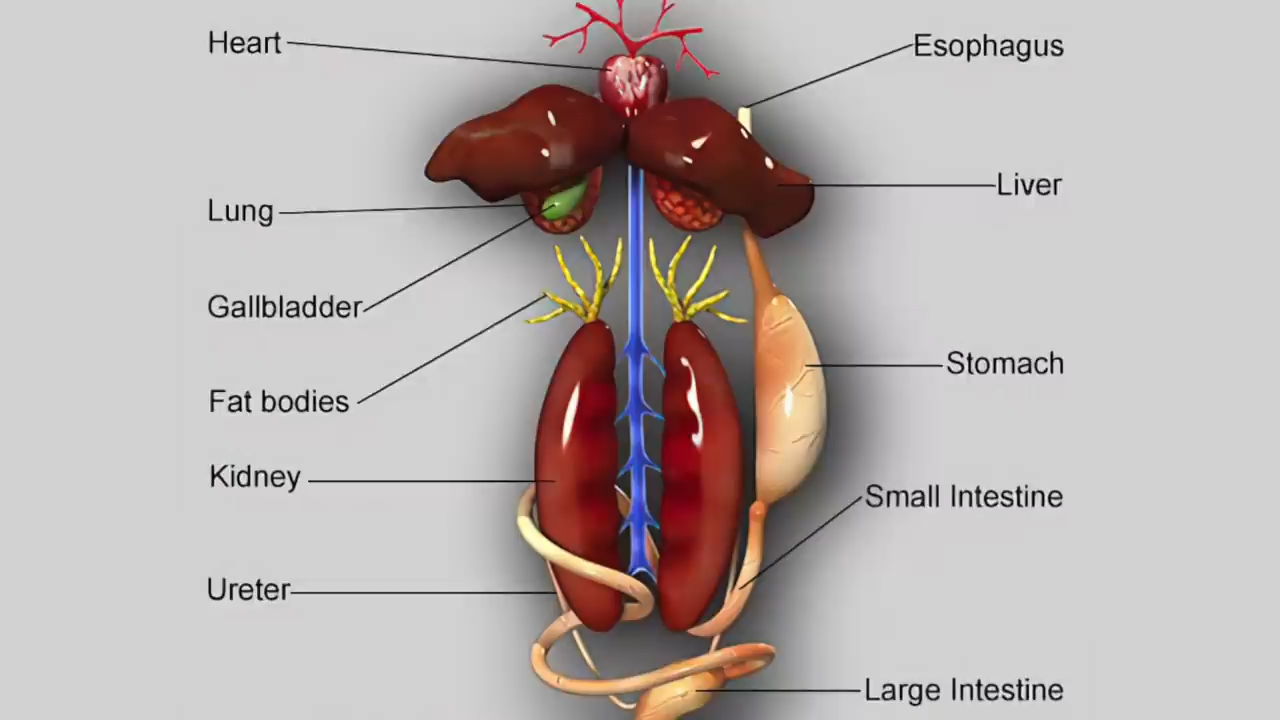 Heart
Esophagus
Liver
Lung
Gallbladder
Stomach
Fat bodies
Kidney
Small Intestine
Ureter
Large Intestine